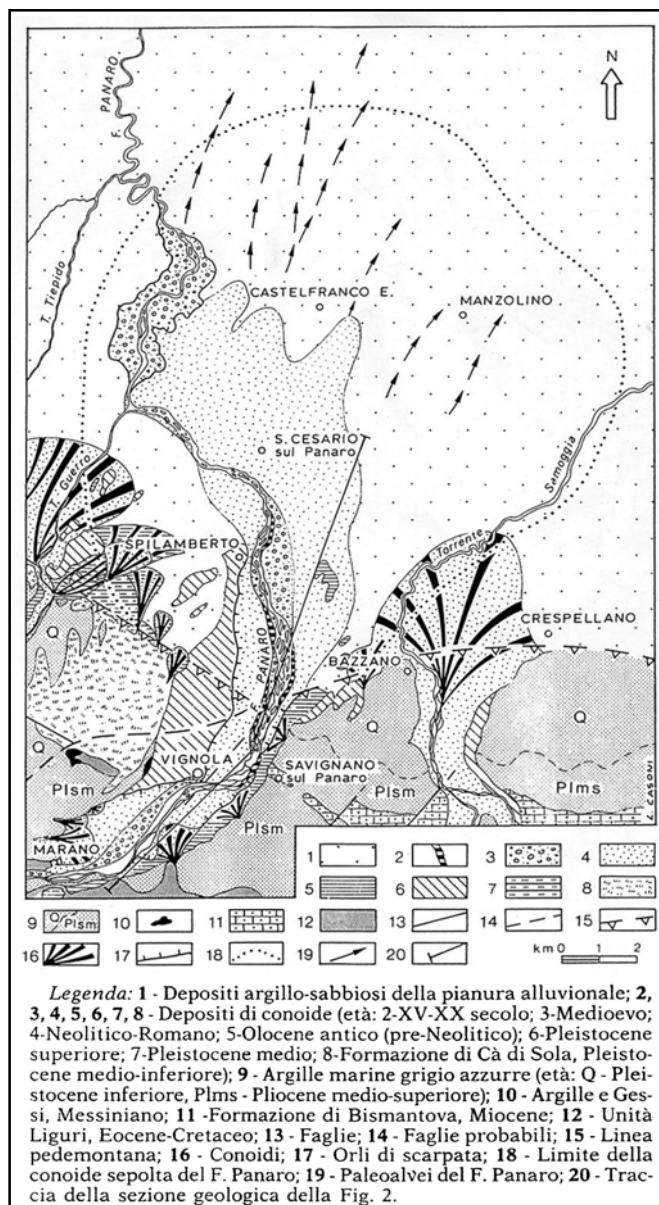 N
F. PANARO
T. Tiepido
CASTELFRANCO E.
MANZOLINO
S. CESARIO
sul Panaro
Guerro
Samoggia
Torrente
SPILAMBERTO
CRESPELLANO
BAZZANO
F. PANARO
Q
Q
Q
Q
VIGNOLA
SAVIGNANO
sul Panaro
Plsm
Plsm
Plms
Plsm
MARANO
L. CASONI
1 2 3 4
5 6 7 8
9 Q Plsm 10 11 12 13 14 15
16 17 18 19 20 km 0 1 2
Legenda: 1 - Depositi argillo-sabbiosi della pianura alluvionale; 2,
3, 4, 5, 6, 7, 8 - Depositi di conoide (età: 2-XV-XX secolo; 3-Medioevo;
4-Neolitico-Romano; 5-Olocene antico (pre-Neolitico); 6-Pleistocene
superiore; 7-Pleistocene medio; 8-Formazione di Cà di Sola, Pleisto-
cene medio-inferiore); 9 - Argille marine grigio azzurre (età: Q - Plei-
stocene inferiore, Plms - Pliocene medio-superiore); 10 - Argille e Ges-
si, Messiniano; 11 -Formazione di Bismantova, Miocene; 12 - Unità
Liguri, Eocene-Cretaceo; 13 - Faglie; 14 - Faglie probabili; 15 - Linea
pedemontana; 16 - Conoidi; 17 - Orli di scarpata; 18 - Limite della
conoide sepolta del F. Panaro; 19 - Paleoalvei del F. Panaro; 20 - Trac-
cia della sezione geologica della Fig. 2.